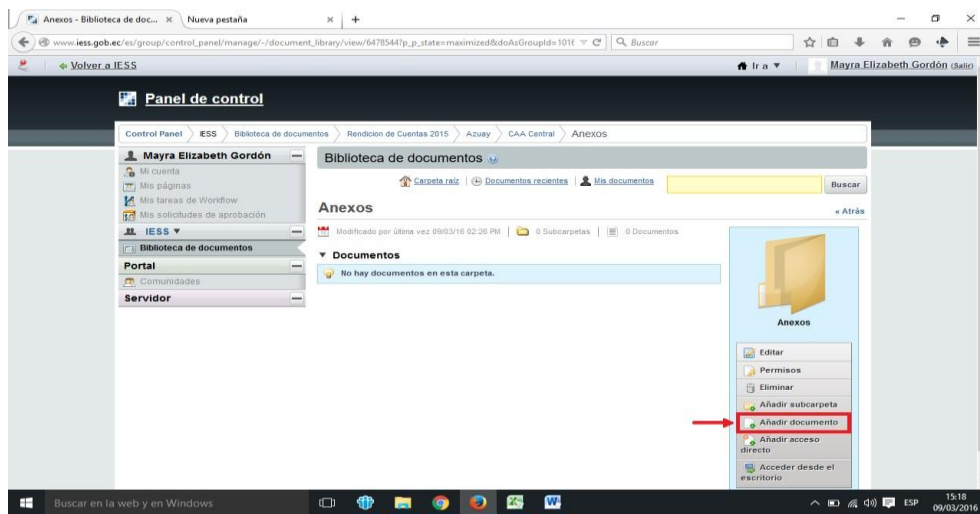 Anexos - Biblioteca de doc...
Nueva pestaña
www.iess.gob.ec/es/group/control_panel/manage/-/document_library/view/6478544?p_p_state=maximized&doAsGroupId=1016
Buscar
Volver a IESS
Ir a ▼
Mayra Elizabeth Gordón (Salir)
Panel de control
Control Panel
IESS
Biblioteca de documentos
Rendicion de Cuentas 2015
Azuay
CAA Central
Anexos
Mayra Elizabeth Gordón
Mi cuenta
Mis páginas
Mis tareas de Workflow
Mis solicitudes de aprobación
IESS ▼
Biblioteca de documentos
Portal
Comunidades
Servidor
Biblioteca de documentos
Carpeta raíz | Documentos recientes | Mis documentos
Buscar
Anexos
« Atrás
Modificado por última vez 09/03/16 02:26 PM | 0 Subcarpetas | 0 Documentos
▼ Documentos
No hay documentos en esta carpeta.
Anexos
Editar
Permisos
Eliminar
Añadir subcarpeta
Añadir documento
Añadir acceso
directo
Acceder desde el
escritorio
Buscar en la web y en Windows
ESP
15:18
09/03/2016